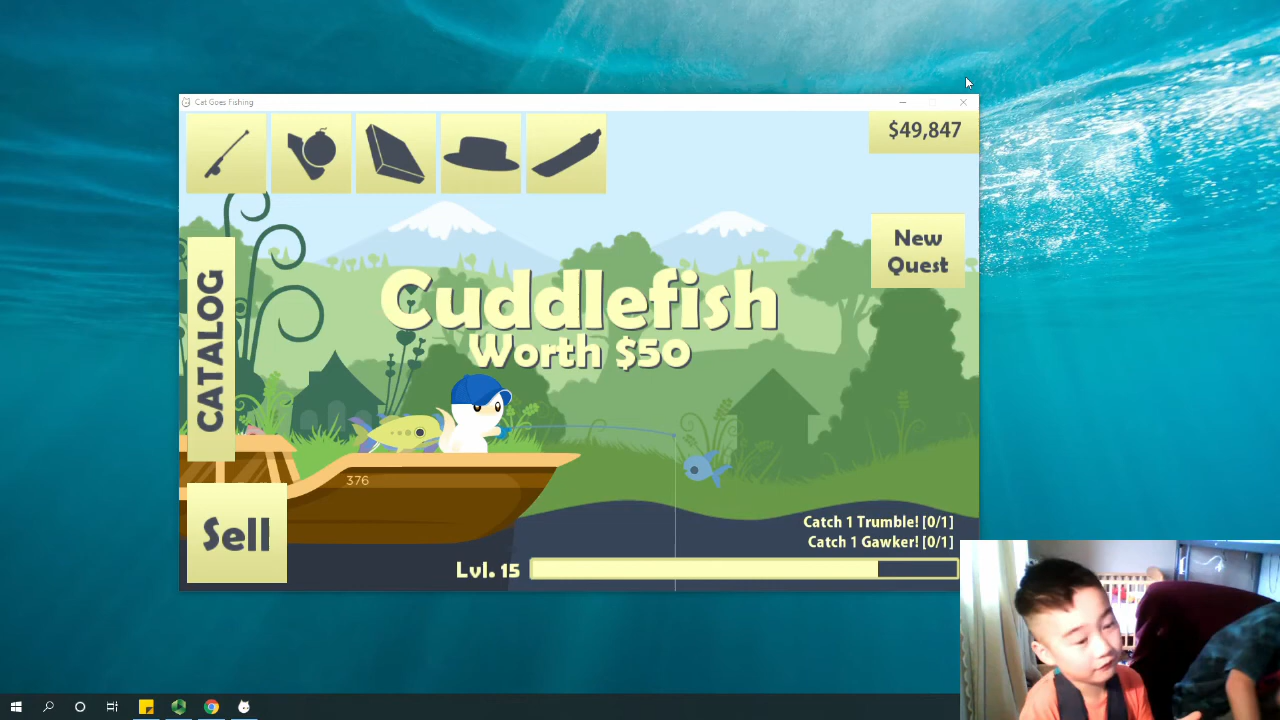 Cat Goes Fishing
$49,847
New
Quest
CATALOG
Cuddlefish
Worth $50
376
Sell
Catch 1 Trumble! [0/1]
Catch 1 Gawker! [0/1]
Lvl. 15